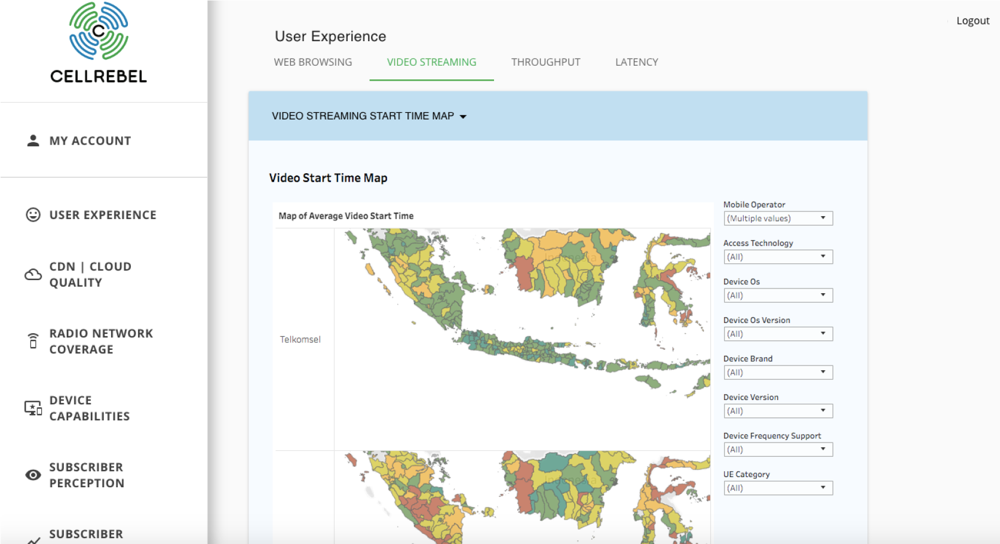 C
CELLREBEL
MY ACCOUNT
USER EXPERIENCE
CDN | CLOUD
QUALITY
RADIO NETWORK
COVERAGE
DEVICE
CAPABILITIES
SUBSCRIBER
PERCEPTION
SUBSCRIBER
Logout
User Experience
WEB BROWSING
VIDEO STREAMING
THROUGHPUT
LATENCY
VIDEO STREAMING START TIME MAP
Video Start Time Map
Map of Average Video Start Time
Telkomsel
Indonesia
Indonesia
Mobile Operator
(Multiple values)
Access Technology
(All)
Device Os
(All)
Device Os Version
(All)
Device Brand
(All)
Device Version
(All)
Device Frequency Support
(All)
UE Category
(All)